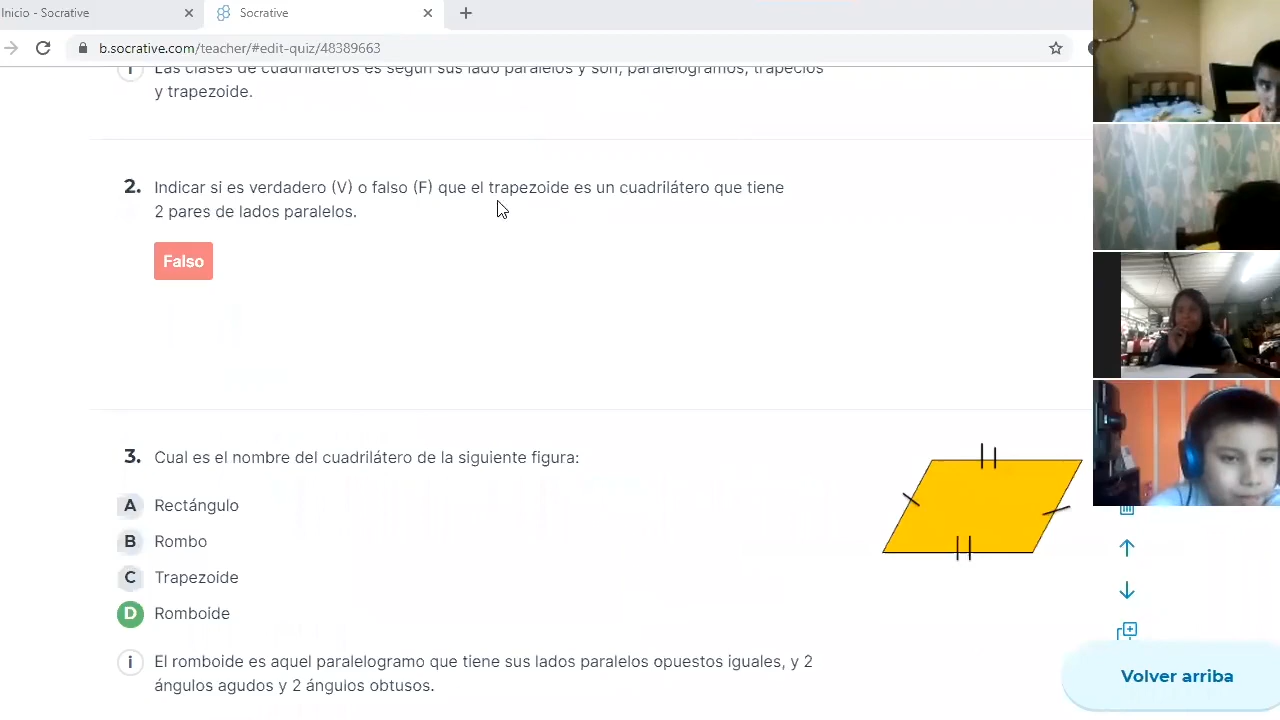 Inicio - Socrative
Socrative
b.socrative.com/teacher/#edit-quiz/48389663
i Las clases de cuadriláteros es según sus lado paralelos y son, paralelogramos, trapecios
y trapezoide.
2. Indicar si es verdadero (V) o falso (F) que el trapezoide es un cuadrilátero que tiene
2 pares de lados paralelos.
Falso
3. Cual es el nombre del cuadrilátero de la siguiente figura:
A Rectángulo
B Rombo
C Trapezoide
D Romboide
i El romboide es aquel paralelogramo que tiene sus lados paralelos opuestos iguales, y 2
ángulos agudos y 2 ángulos obtusos.
Volver arriba